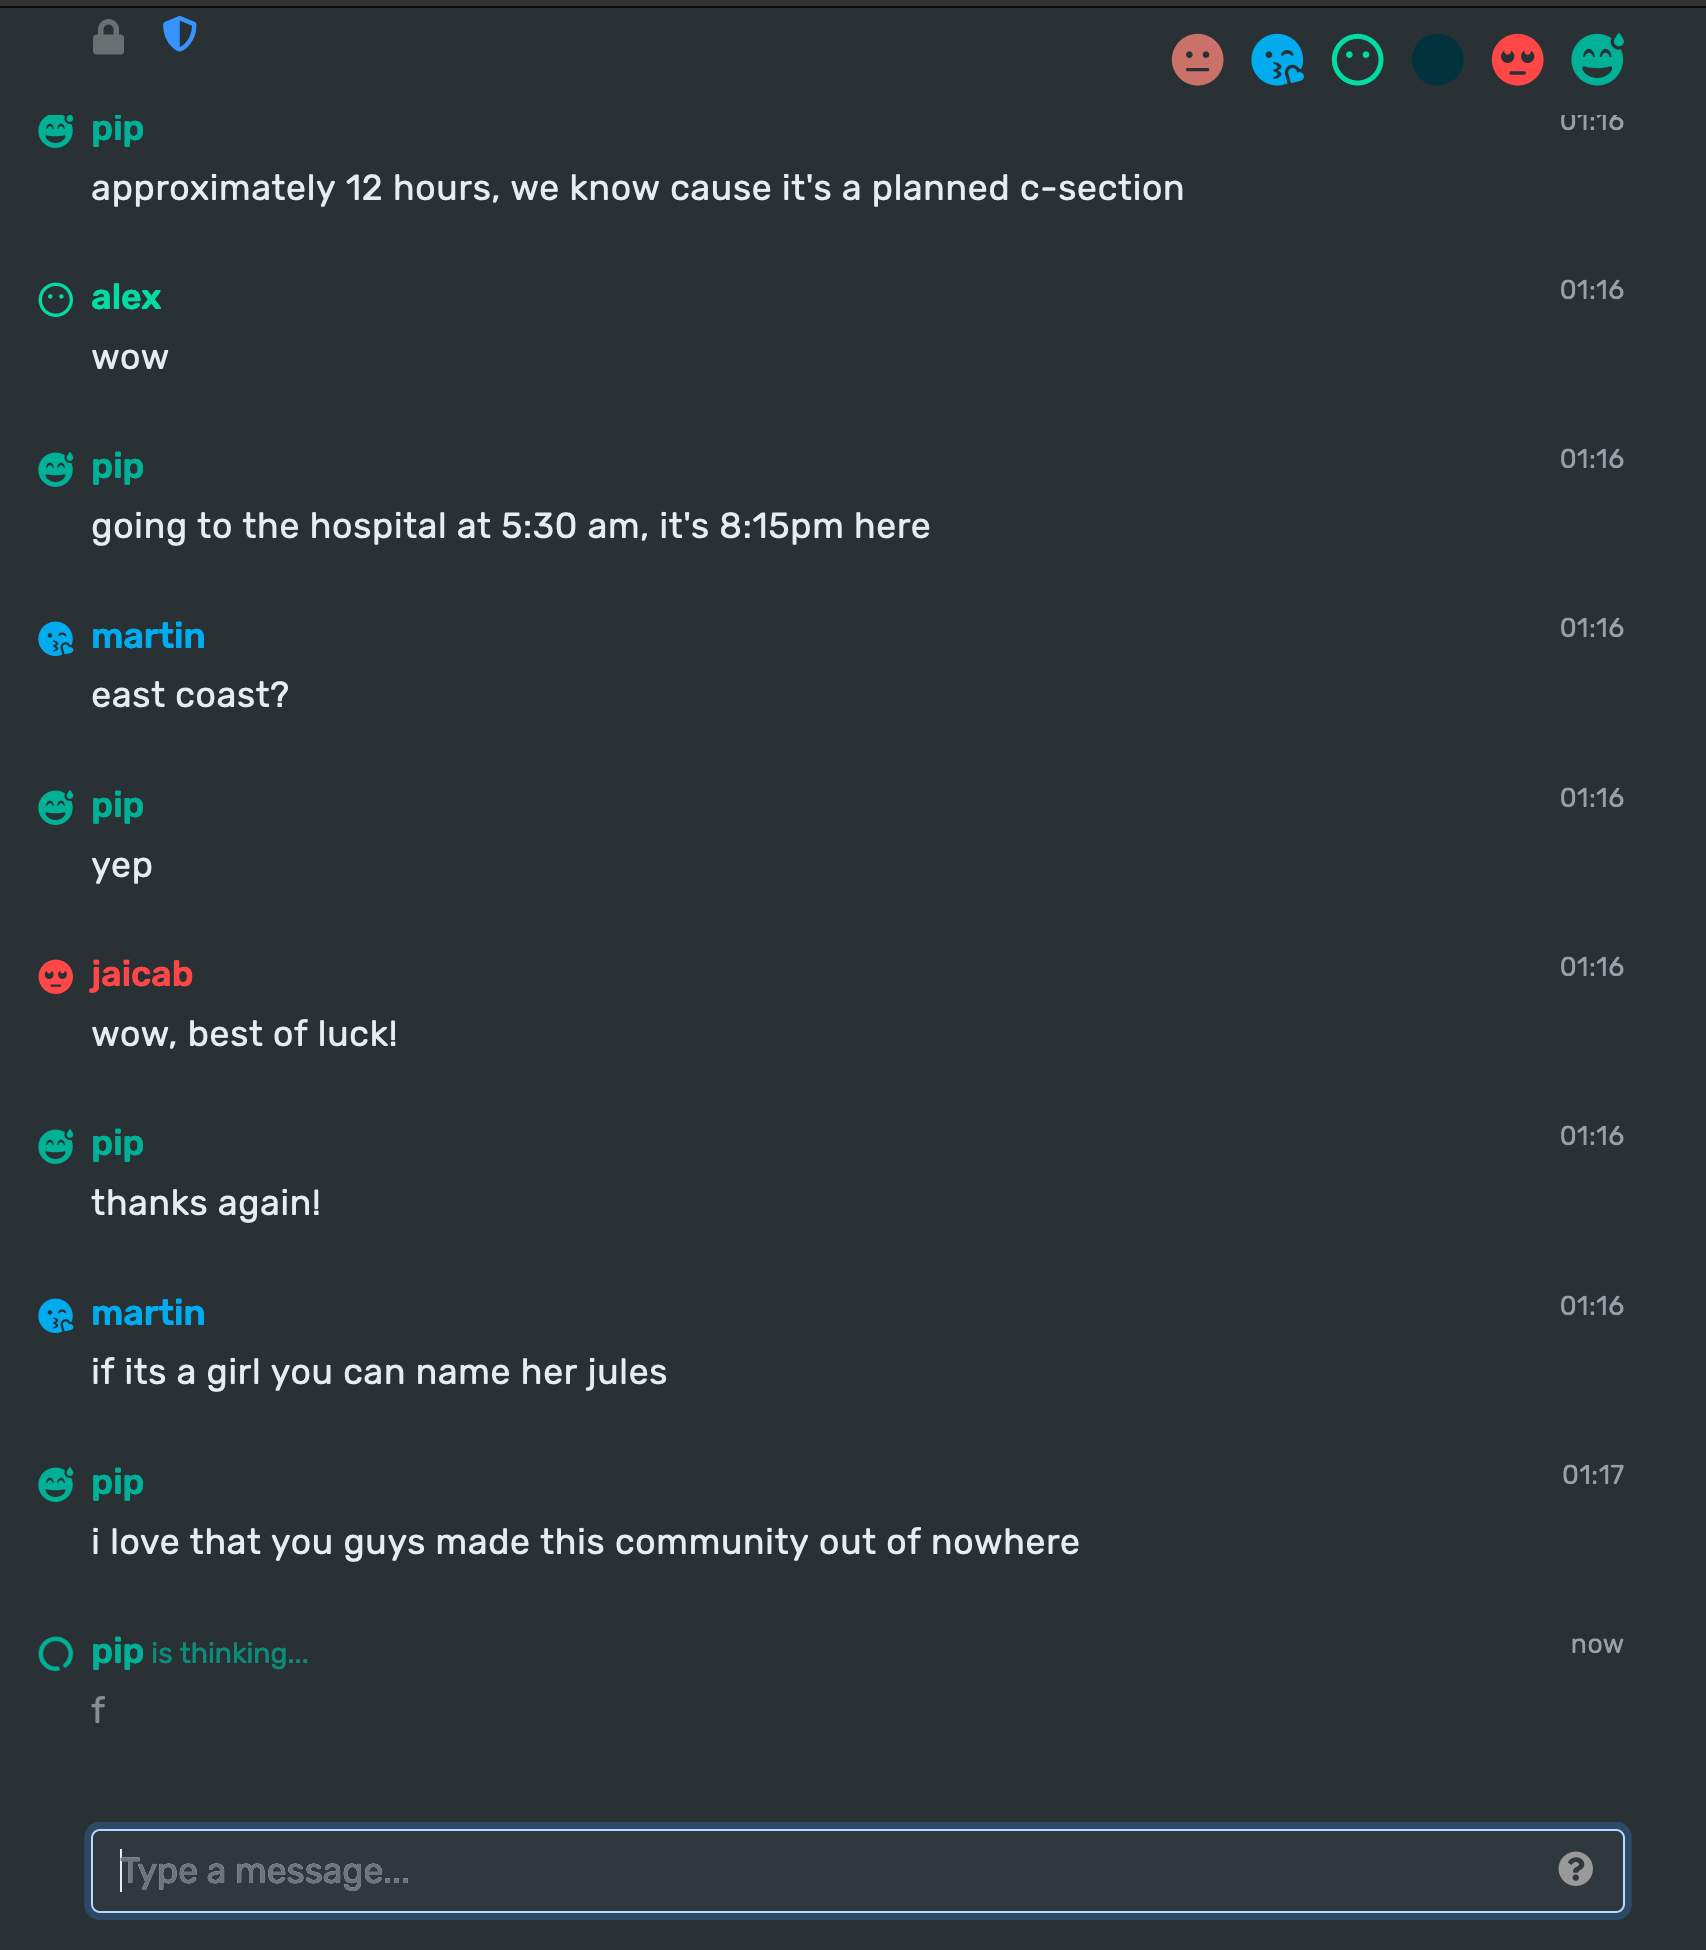 pip
01:16
approximately 12 hours, we know cause it's a planned c-section
alex
01:16
wow
pip
01:16
going to the hospital at 5:30 am, it's 8:15pm here
martin
01:16
east coast?
pip
01:16
yep
jaicab
01:16
wow, best of luck!
pip
01:16
thanks again!
martin
01:16
if its a girl you can name her jules
pip
01:17
i love that you guys made this community out of nowhere
pip is thinking...
now
f
Type a message...
?